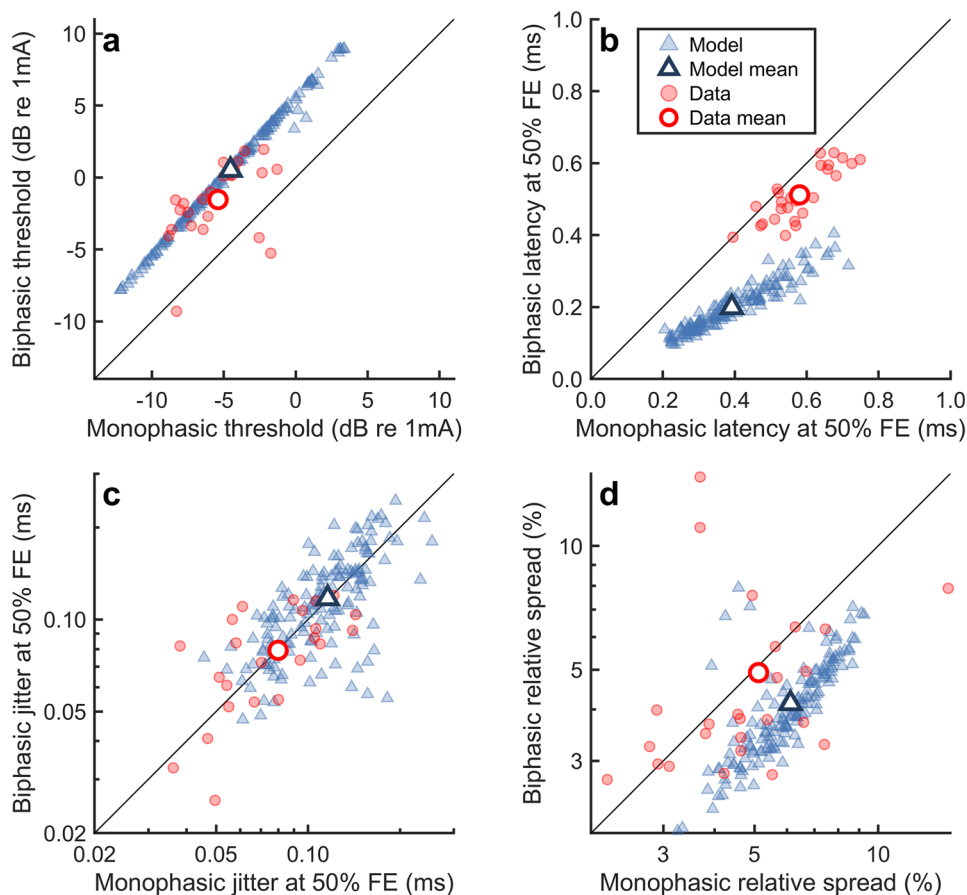 a
Biphasic threshold (dB re 1mA)
10
5
0
-5
-10
-10
-5
0
5
10
Monophasic threshold (dB re 1mA)
b
Biphasic latency at 50% FE (ms)
1.0
0.8
0.6
0.4
0.2
0.0
0.0
0.2
0.4
0.6
0.8
1.0
Monophasic latency at 50% FE (ms)
Model
Model mean
Data
Data mean
c
Biphasic jitter at 50% FE (ms)
0.10
0.05
0.02
0.02
0.05
0.10
Monophasic jitter at 50% FE (ms)
d
Biphasic relative spread (%)
10
5
3
3
5
10
Monophasic relative spread (%)